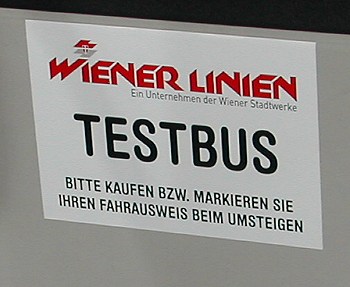 WIENER LINIEN
Ein Unternehmen der Wiener Stadtwerke
TESTBUS
BITTE KAUFEN BZW. MARKIEREN SIE
IHREN FAHRAUSWEIS BEIM UMSTEIGEN